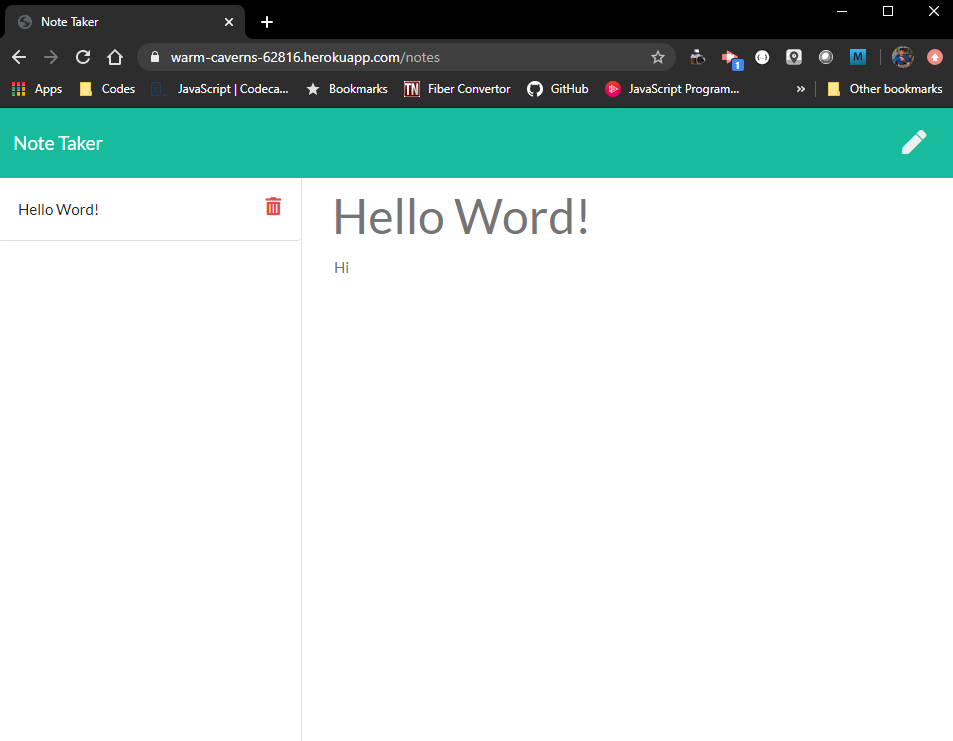 Note Taker
warm-caverns-62816.herokuapp.com/notes
1
M
Apps Codes JavaScript | Codeca... Bookmarks TN Fiber Convertor GitHub JavaScript Program... » Other bookmarks
Note Taker
Hello Word!
Hello Word!
Hi